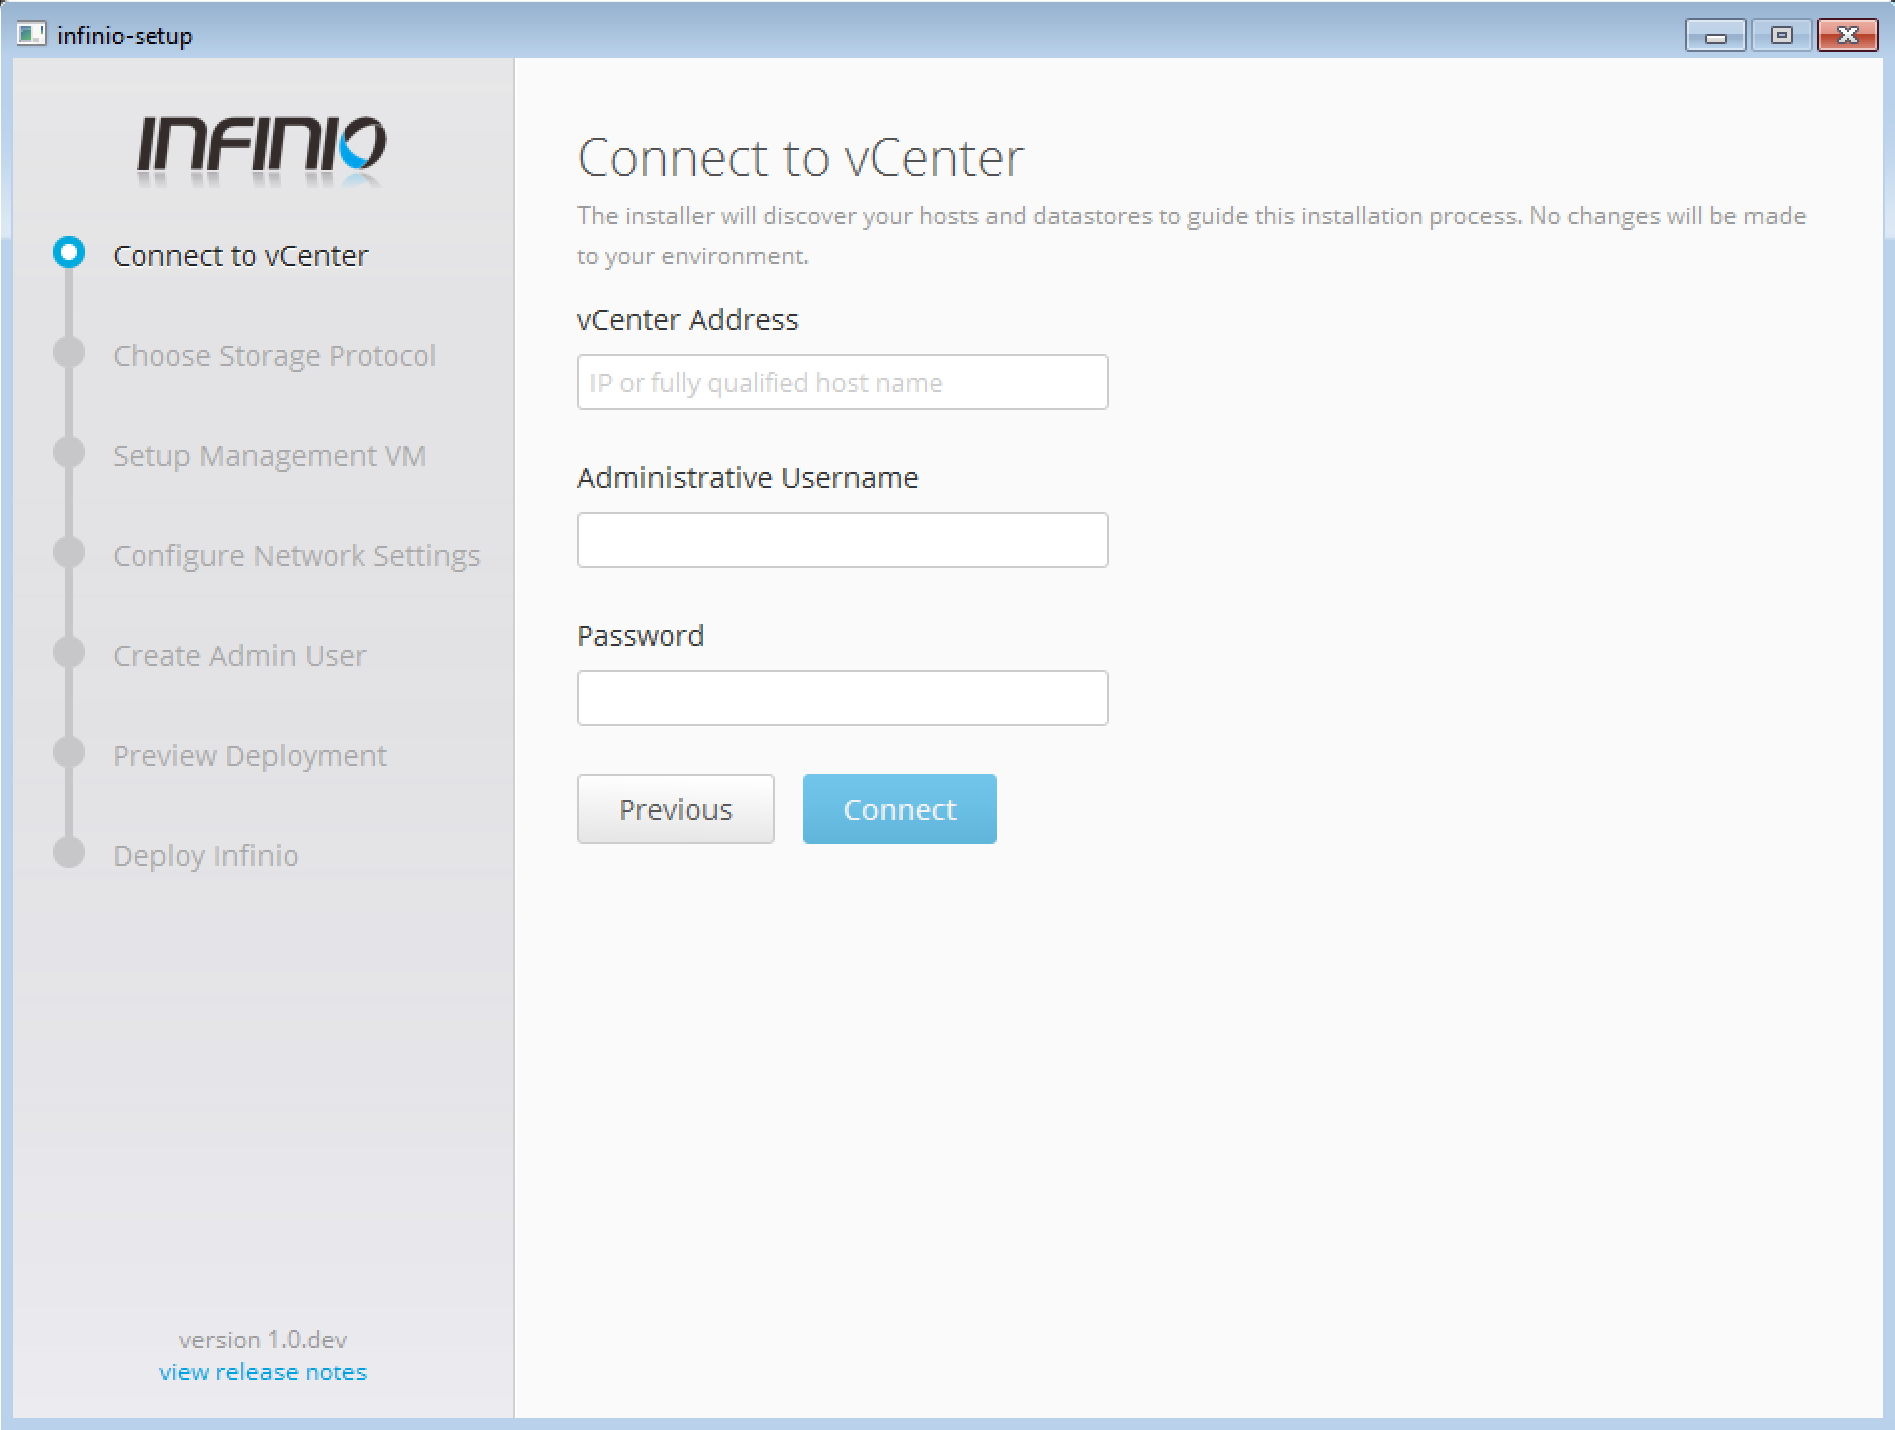 infinio-setup
INFINIO
Connect to vCenter
Choose Storage Protocol
Setup Management VM
Configure Network Settings
Create Admin User
Preview Deployment
Deploy Infinio
version 1.0.dev
view release notes
Connect to vCenter
The installer will discover your hosts and datastores to guide this installation process. No changes will be made
to your environment.
vCenter Address
IP or fully qualified host name
Administrative Username
Password
Previous
Connect